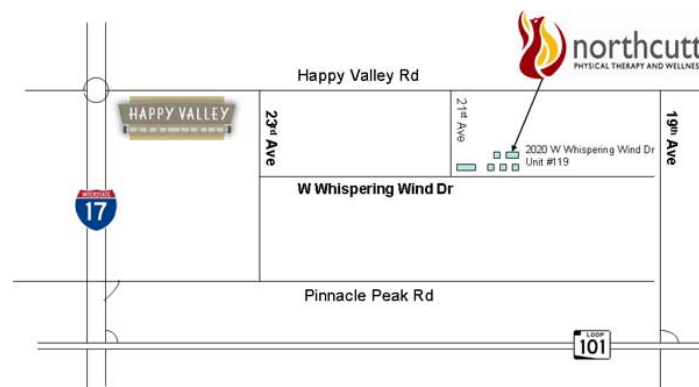 northcutt
PHYSICAL THERAPY AND WELLNES
Happy Valley Rd
HAPPY VALLEY
23rd Ave
21st Ave
19th Ave
2020 W Whispering Wind Dr
Unit #119
W Whispering Wind Dr
INTERSTATE
17
Pinnacle Peak Rd
LOOP
101